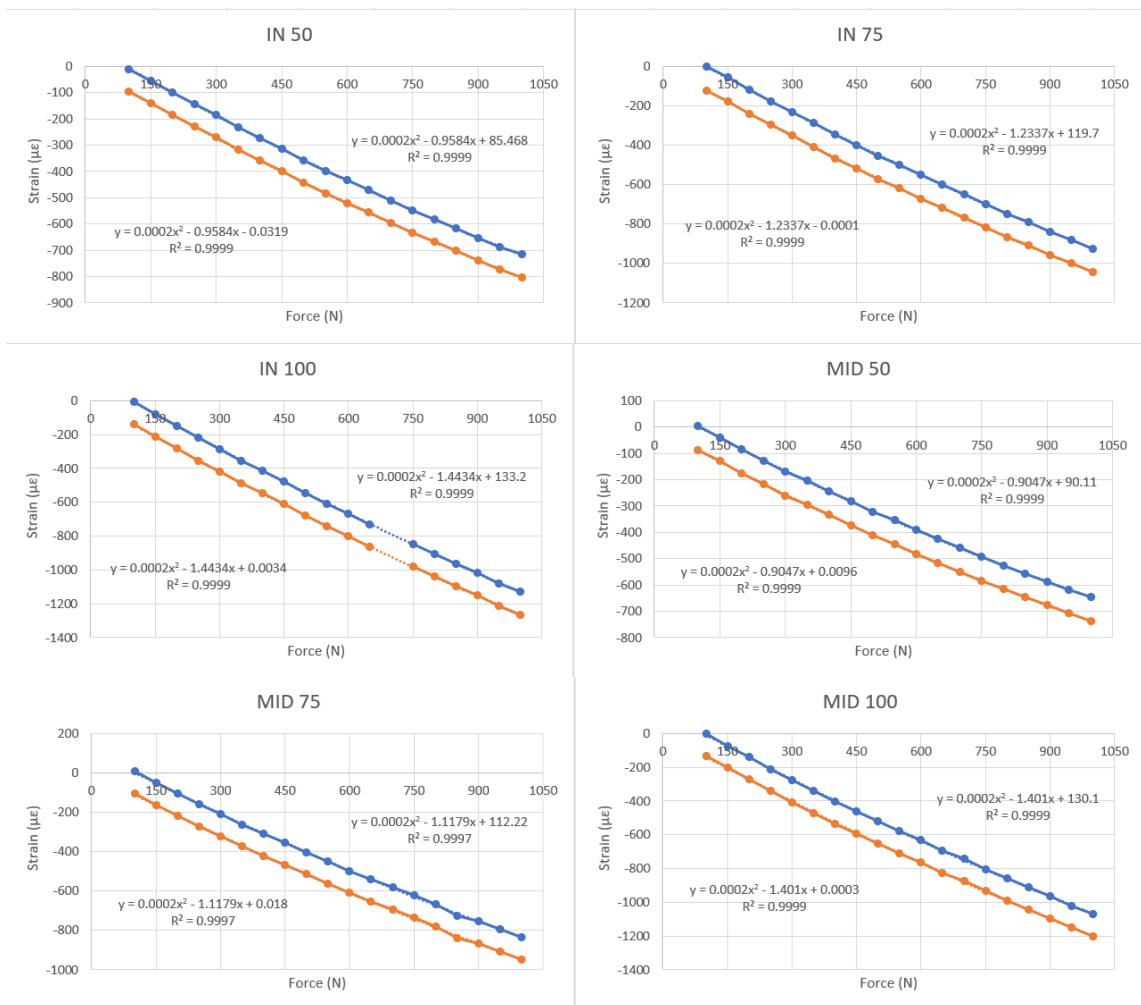 IN 50
0
-100
-200
-300
-400
-500
-600
-700
-800
-900
0
150
300
450
600
750
900
1050
Strain (με)
Force (N)
y = 0.0002x² - 0.9584x + 85.468
R² = 0.9999
y = 0.0002x² - 0.9584x - 0.0319
R² = 0.9999
IN 75
0
-200
-400
-600
-800
-1000
-1200
0
150
300
450
600
750
900
1050
Strain (με)
Force (N)
y = 0.0002x² - 1.2337x + 119.7
R² = 0.9999
y = 0.0002x² - 1.2337x - 0.0001
R² = 0.9999
IN 100
0
-200
-400
-600
-800
-1000
-1200
-1400
0
150
300
450
600
750
900
1050
Strain (με)
Force (N)
y = 0.0002x² - 1.4434x + 133.2
R² = 0.9999
y = 0.0002x² - 1.4434x + 0.0034
R² = 0.9999
MID 50
100
0
-100
-200
-300
-400
-500
-600
-700
-800
0
150
300
450
600
750
900
1050
Strain (με)
Force (N)
y = 0.0002x² - 0.9047x + 90.11
R² = 0.9999
y = 0.0002x² - 0.9047x + 0.0096
R² = 0.9999
MID 75
200
0
-200
-400
-600
-800
-1000
0
150
300
450
600
750
900
1050
Strain (με)
Force (N)
y = 0.0002x² - 1.1179x + 112.22
R² = 0.9997
y = 0.0002x² - 1.1179x + 0.018
R² = 0.9997
MID 100
0
-200
-400
-600
-800
-1000
-1200
-1400
0
150
300
450
600
750
900
1050
Strain (με)
Force (N)
y = 0.0002x² - 1.401x + 130.1
R² = 0.9999
y = 0.0002x² - 1.401x + 0.0003
R² = 0.9999